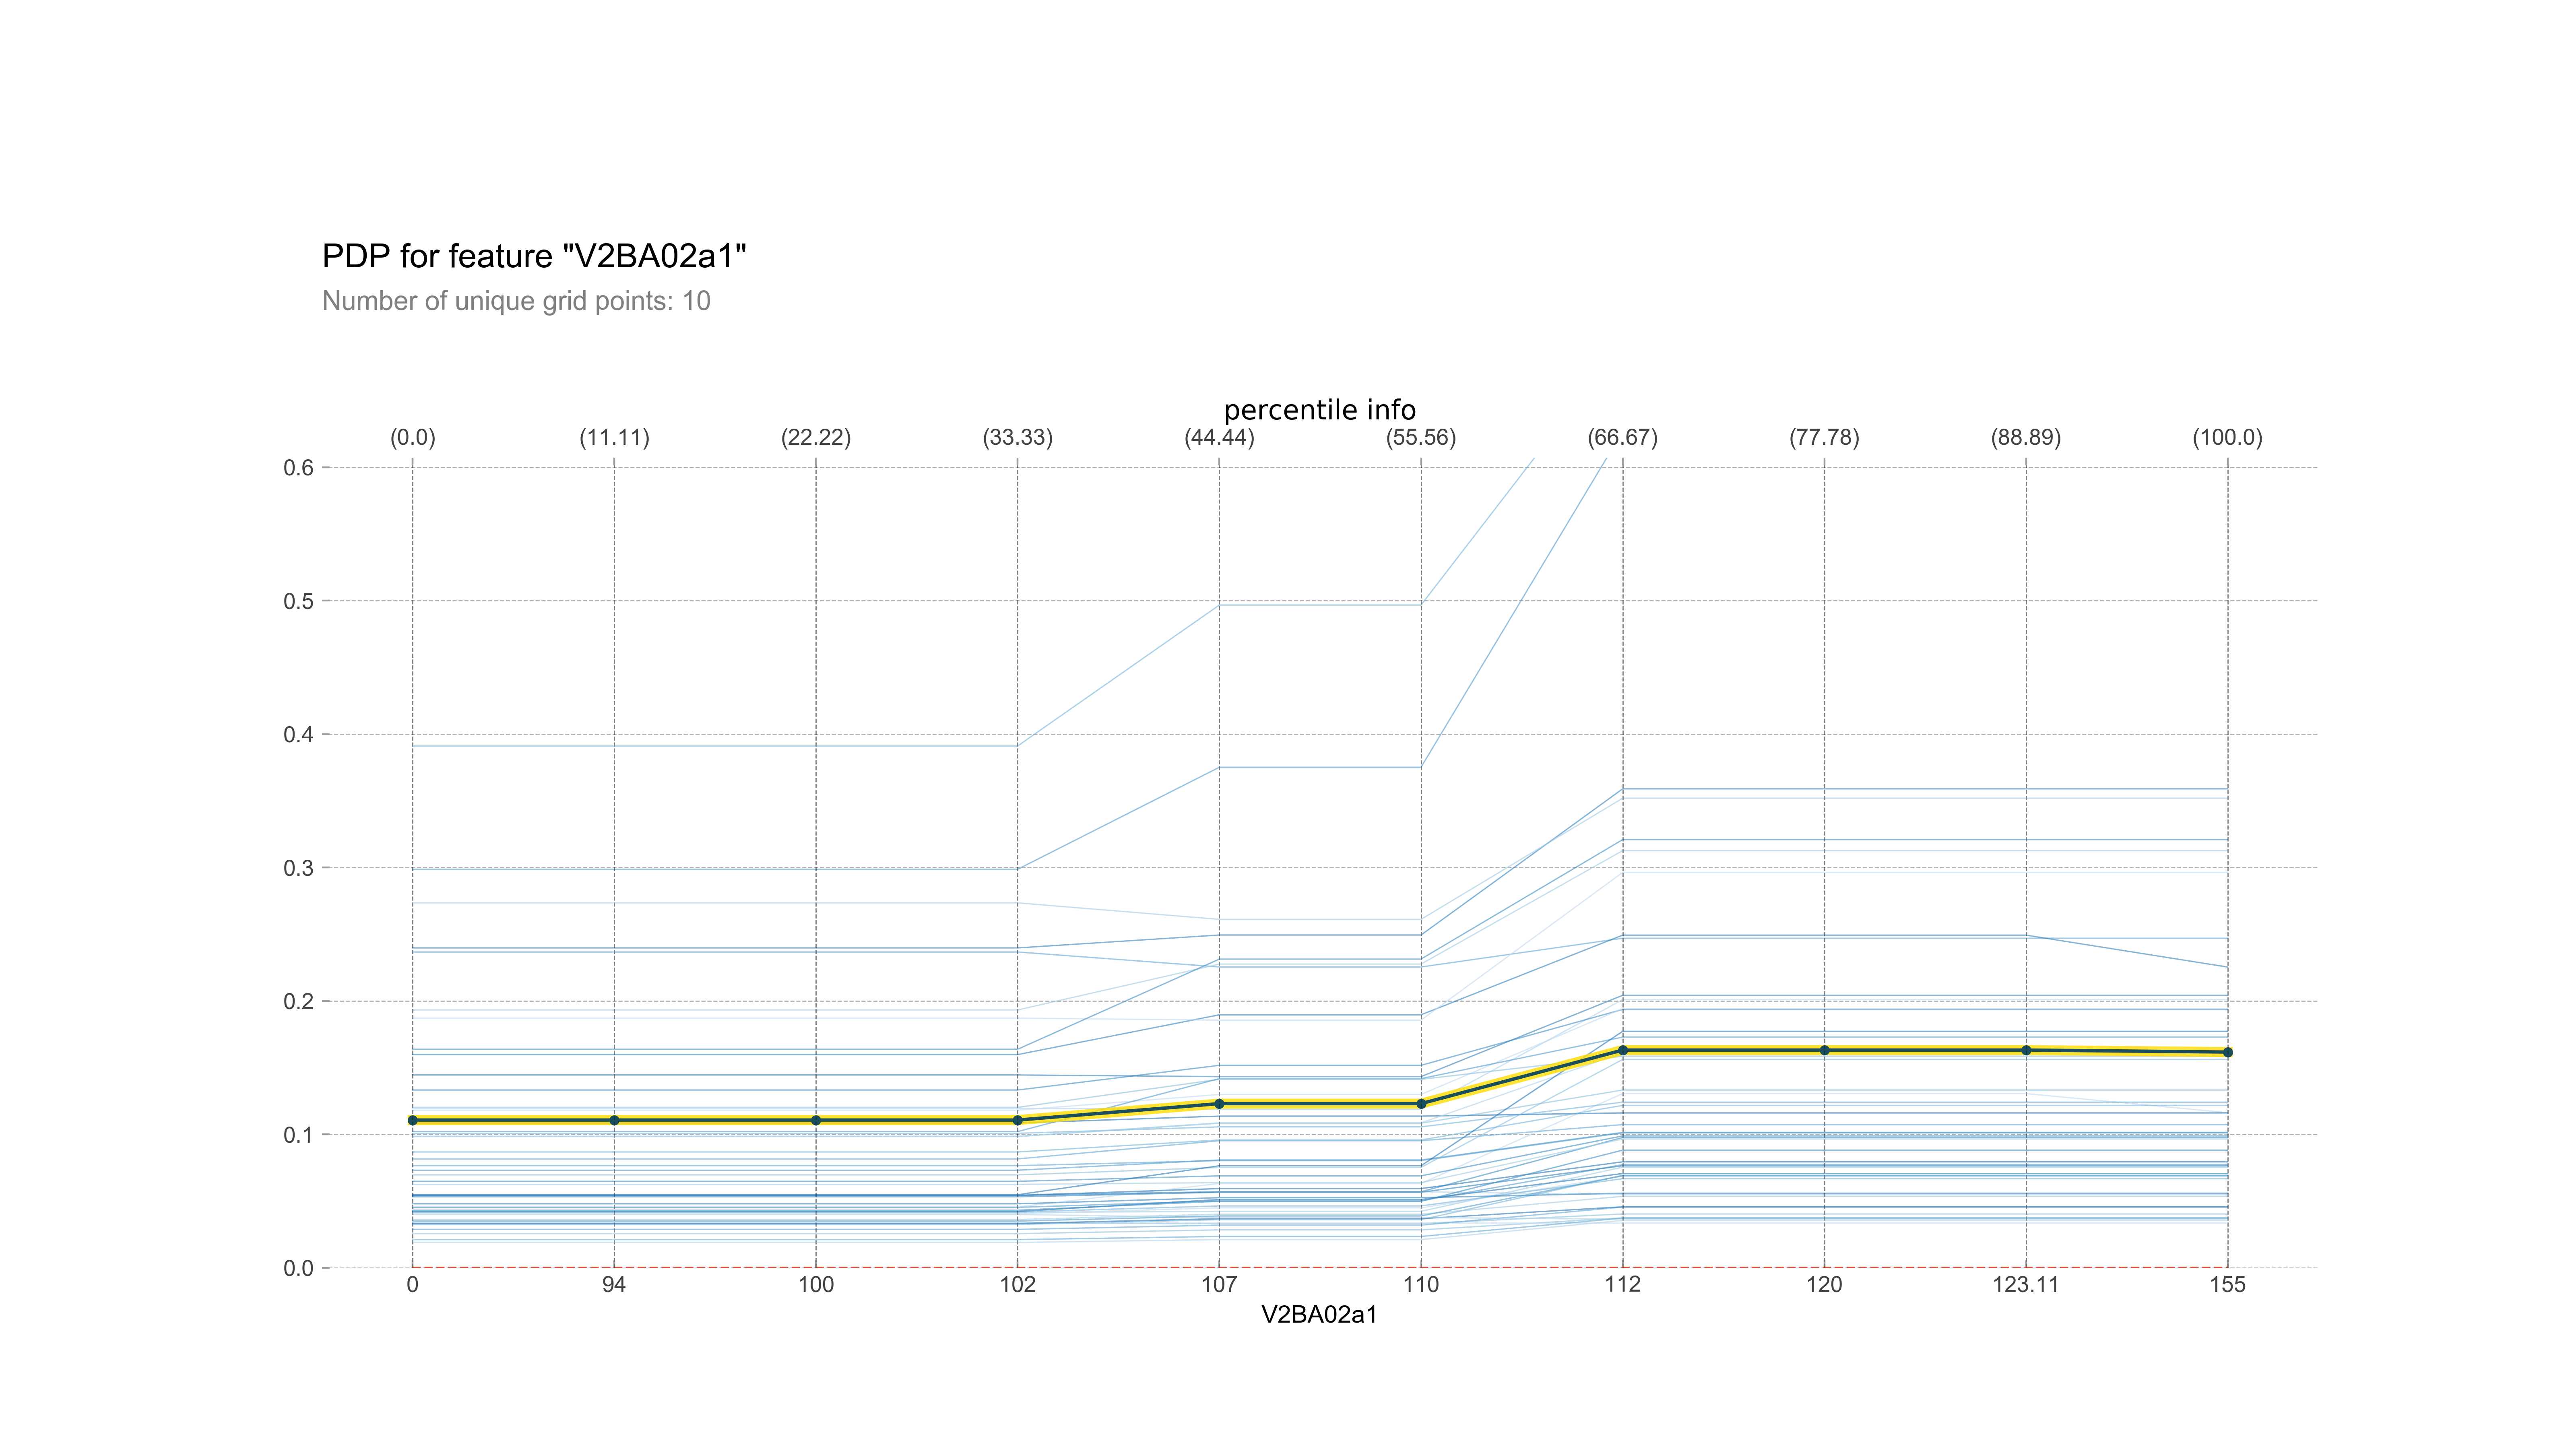 PDP for feature "V2BA02a1"
Number of unique grid points: 10
percentile info
(0.0) (11.11) (22.22) (33.33) (44.44) (55.56) (66.67) (77.78) (88.89) (100.0)
0.6
0.5
0.4
0.3
0.2
0.1
0.0
0 94 100 102 107 110 112 120 123.11 155
V2BA02a1